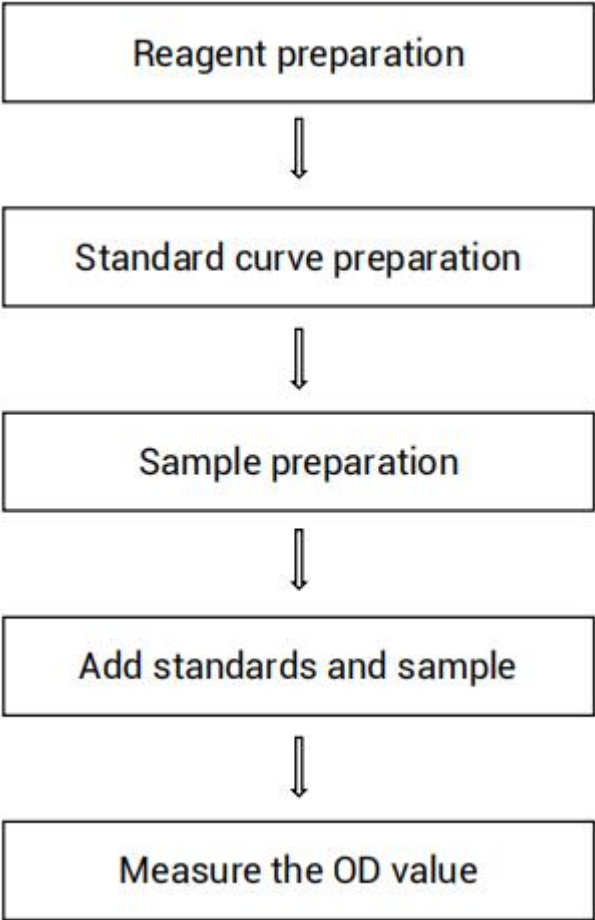 Reagent preparation
Standard curve preparation
Sample preparation
Add standards and sample
Measure the OD value